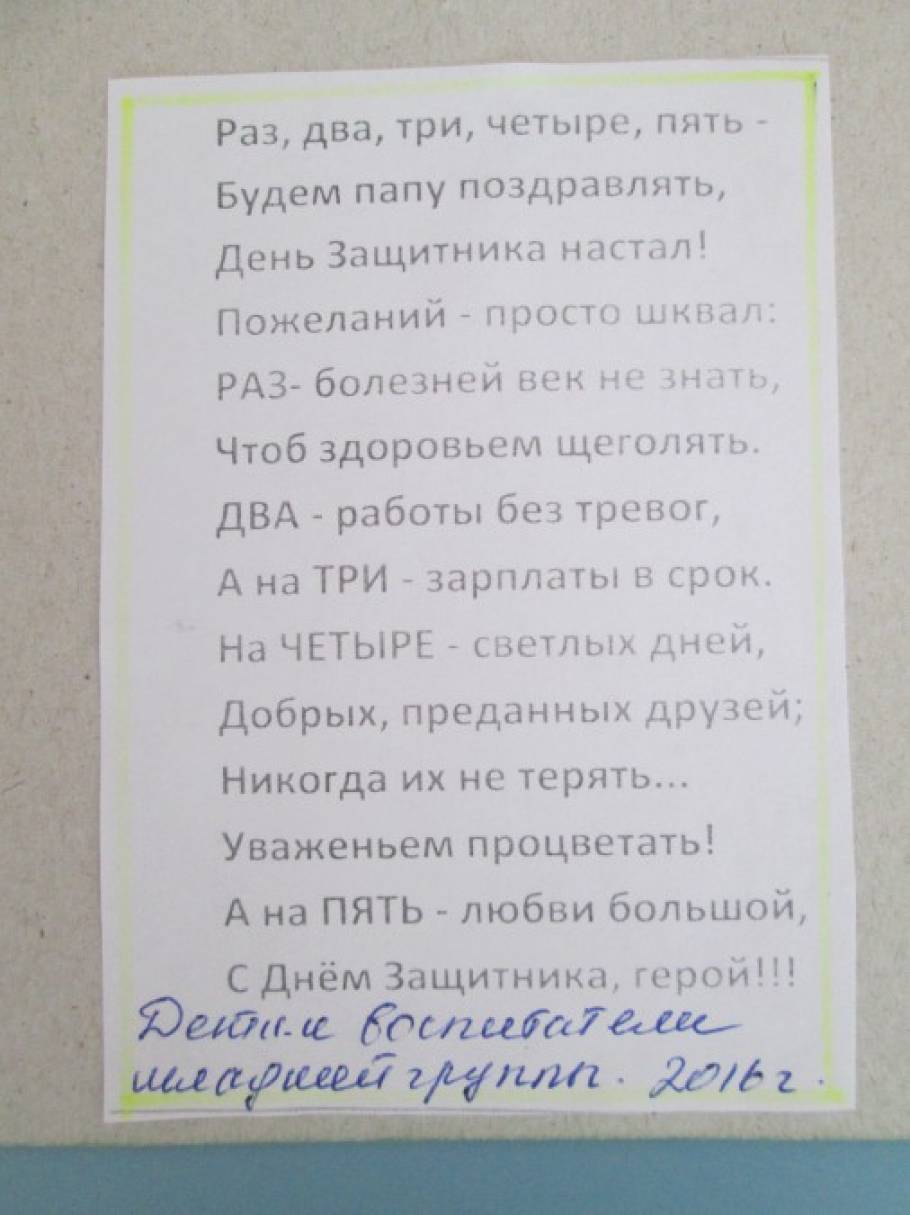 Раз, два, три, четыре, пять -
Будем папу поздравлять,
День Защитника настал!
Пожеланий - просто шквал:
РАЗ- болезней век не знать,
Чтоб здоровьем щеголять.
ДВА - работы без тревог,
А на ТРИ - зарплаты в срок.
На ЧЕТЫРЕ - светлых дней,
Добрых, преданных друзей;
Никогда их не терять...
Уваженьем процветать!
А на ПЯТЬ - любви большой,
С Днём Защитника, герой!!!
Дети и воспитатели
младшей группы. 2016 г.